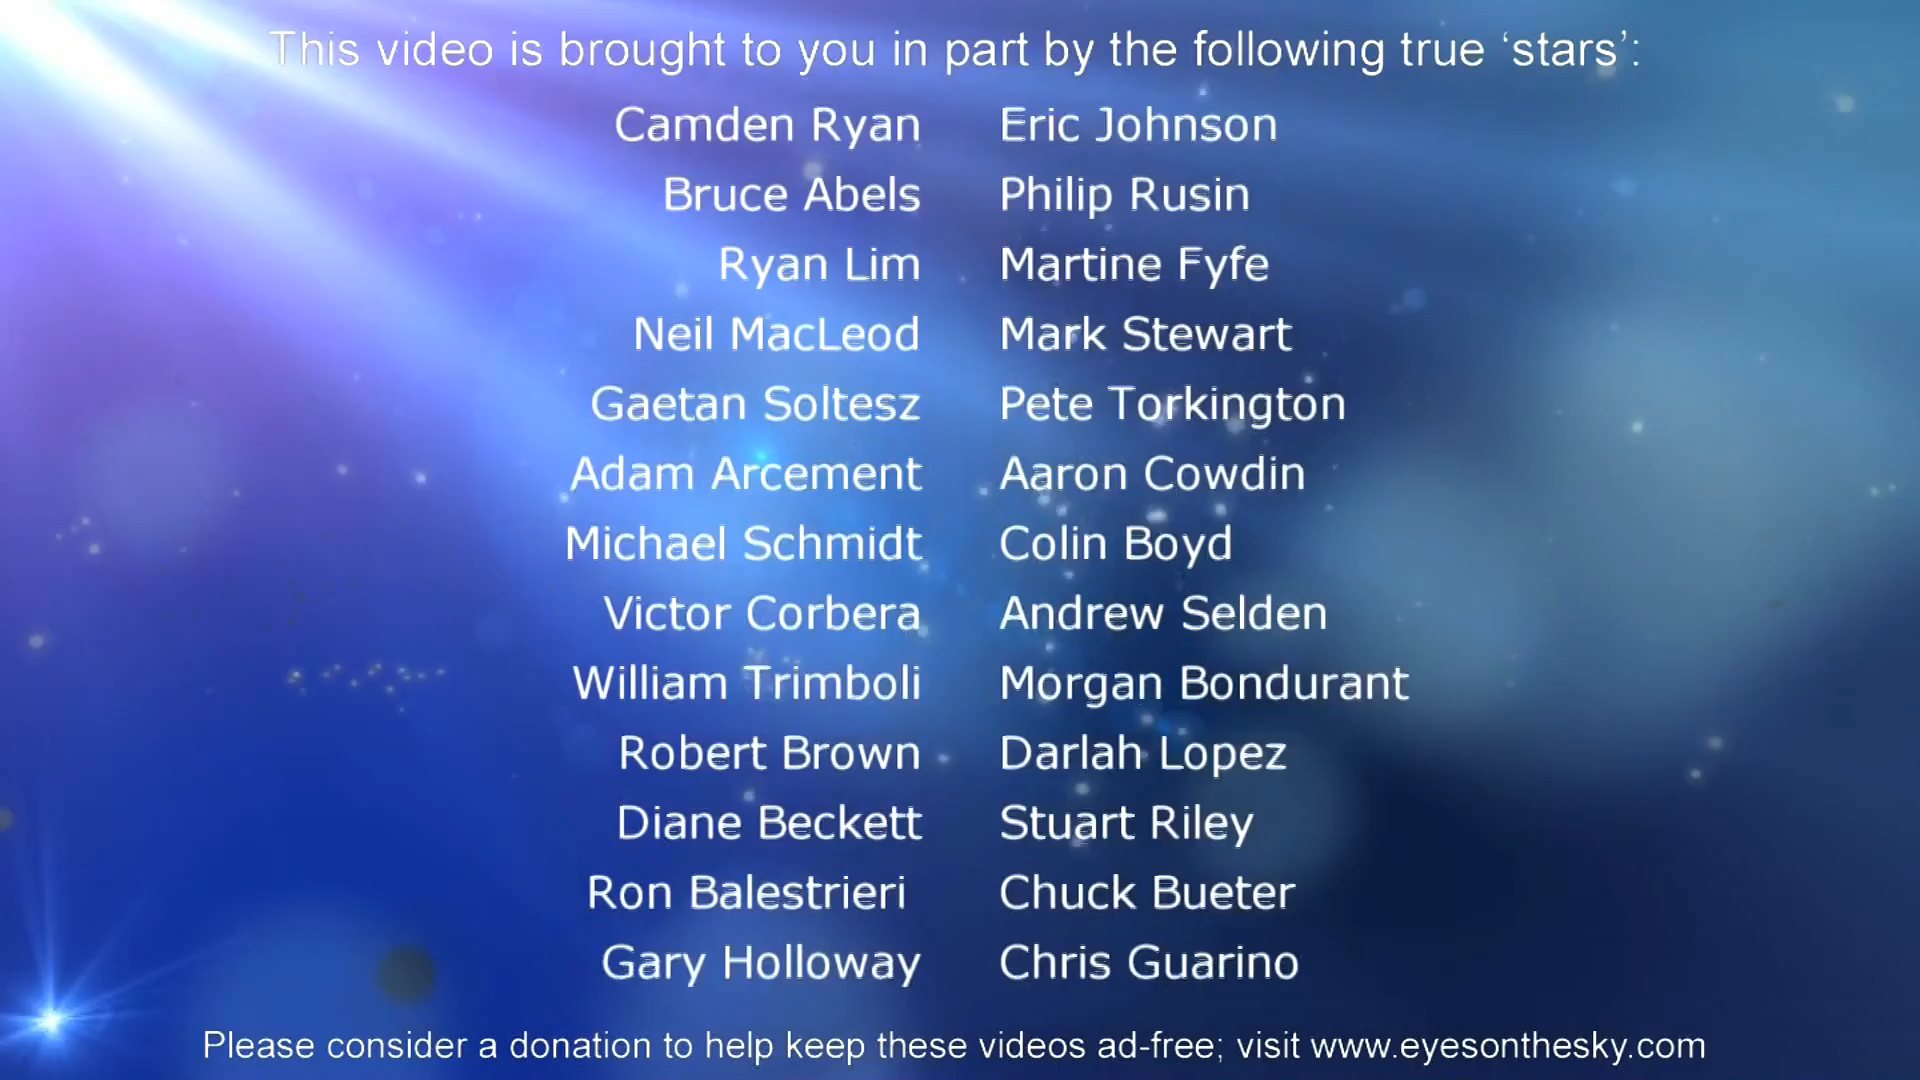 This video is brought to you in part by the following true ‘stars’:
Camden Ryan Eric Johnson
Bruce Abels Philip Rusin
Ryan Lim Martine Fyfe
Neil MacLeod Mark Stewart
Gaetan Soltesz Pete Torkington
Adam Arcement Aaron Cowdin
Michael Schmidt Colin Boyd
Victor Corbera Andrew Selden
William Trimboli Morgan Bondurant
Robert Brown Darlah Lopez
Diane Beckett Stuart Riley
Ron Balestrieri Chuck Bueter
Gary Holloway Chris Guarino
Please consider a donation to help keep these videos ad-free; visit www.eyesonthesky.com